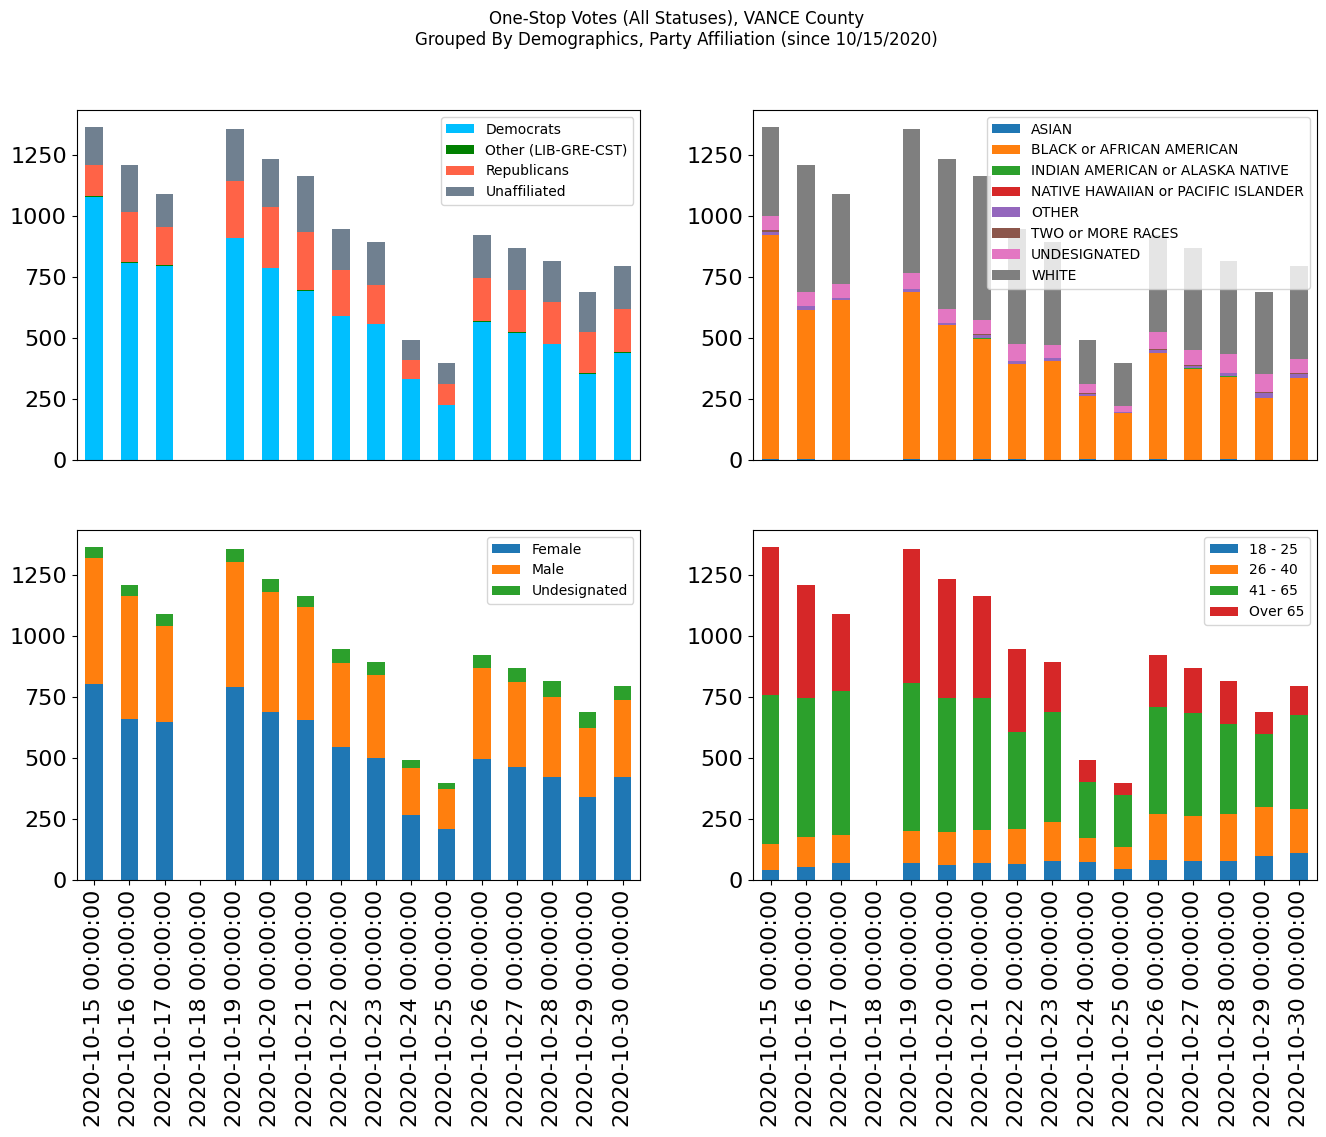 One-Stop Votes (All Statuses), VANCE County
Grouped By Demographics, Party Affiliation (since 10/15/2020)
1250
1000
750
500
250
0
Democrats
Other (LIB-GRE-CST)
Republicans
Unaffiliated
1250
1000
750
500
250
0
ASIAN
BLACK or AFRICAN AMERICAN
INDIAN AMERICAN or ALASKA NATIVE
NATIVE HAWAIIAN or PACIFIC ISLANDER
OTHER
TWO or MORE RACES
UNDESIGNATED
WHITE
1250
1000
750
500
250
0
Female
Male
Undesignated
2020-10-15 00:00:00
2020-10-16 00:00:00
2020-10-17 00:00:00
2020-10-18 00:00:00
2020-10-19 00:00:00
2020-10-20 00:00:00
2020-10-21 00:00:00
2020-10-22 00:00:00
2020-10-23 00:00:00
2020-10-24 00:00:00
2020-10-25 00:00:00
2020-10-26 00:00:00
2020-10-27 00:00:00
2020-10-28 00:00:00
2020-10-29 00:00:00
2020-10-30 00:00:00
1250
1000
750
500
250
0
18 - 25
26 - 40
41 - 65
Over 65
2020-10-15 00:00:00
2020-10-16 00:00:00
2020-10-17 00:00:00
2020-10-18 00:00:00
2020-10-19 00:00:00
2020-10-20 00:00:00
2020-10-21 00:00:00
2020-10-22 00:00:00
2020-10-23 00:00:00
2020-10-24 00:00:00
2020-10-25 00:00:00
2020-10-26 00:00:00
2020-10-27 00:00:00
2020-10-28 00:00:00
2020-10-29 00:00:00
2020-10-30 00:00:00